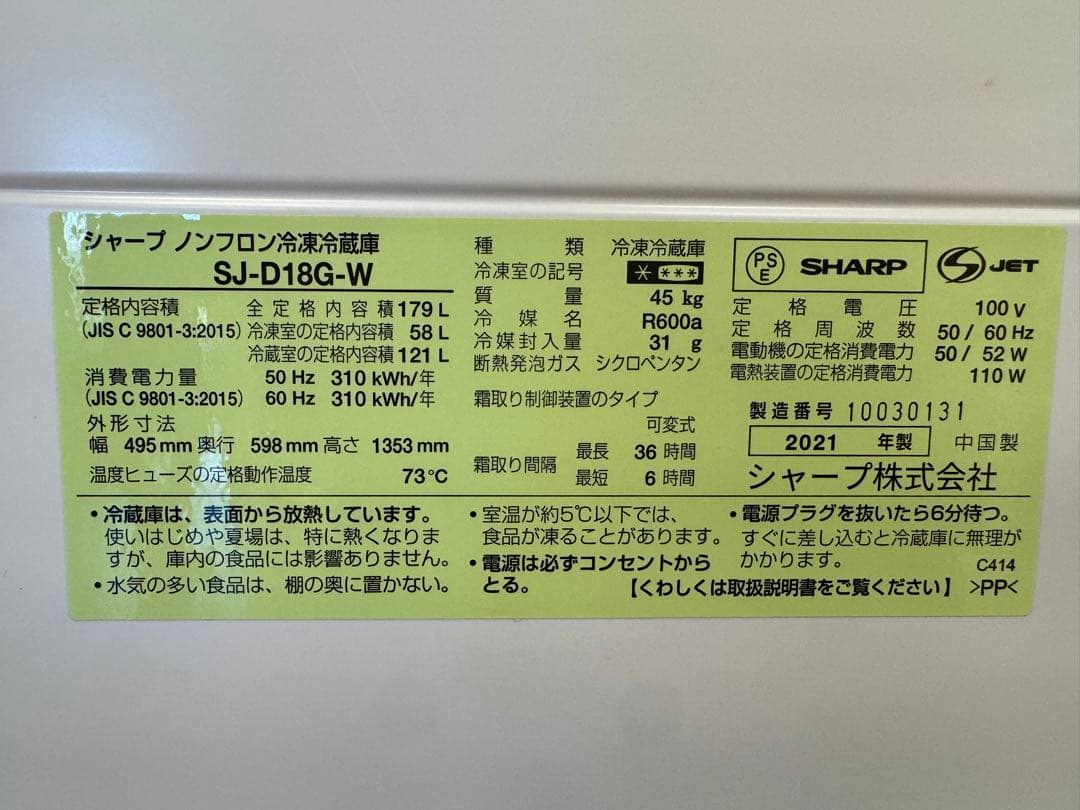 シャープ ノンフロン冷凍冷蔵庫
SJ-D18G-W
定格内容積 全定格内容積 179 L
(JIS C 9801-3:2015) 冷凍室の定格内容積 58 L
冷蔵室の定格内容積 121 L
消費電力量 50 Hz 310 kWh/年
(JIS C 9801-3:2015) 60 Hz 310 kWh/年
外形寸法
幅 495 mm 奥行 598 mm 高さ 1353 mm
温度ヒューズの定格動作温度 73℃
種類 冷凍冷蔵庫
冷凍室の記号 * ***
質量 45 kg
冷媒名 R600a
冷媒封入量 31 g
断熱発泡ガス シクロペンタン
霜取り制御装置のタイプ
可変式
霜取り間隔 最長 36 時間
最短 6 時間
PSE SHARP S JET
定格電圧 100 V
定格周波数 50 / 60 Hz
電動機の定格消費電力 50 / 52 W
電熱装置の定格消費電力 110 W
製造番号 10030131
2021 年製 中国製
シャープ株式会社
・冷蔵庫は、表面から放熱しています。
使いはじめや夏場は、特に熱くなりま
すが、庫内の食品には影響ありません。
・水気の多い食品は、棚の奥に置かない。
・室温が約5℃以下では、
食品が凍ることがあります。
・電源は必ずコンセントから
とる。
・電源プラグを抜いたら6分待つ。
すぐに差し込むと冷蔵庫に無理が
かかります。
C414
【くわしくは取扱説明書をご覧ください】 >PP<